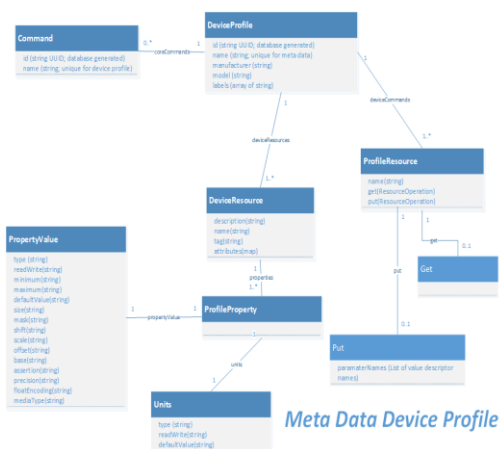 DeviceProfile
id (string UUID; database generated)
name (string; unique for meta data)
manufacturer (string)
model (string)
labels (array of string)
Command
id (string UUID; database generated)
name (string; unique for device profile)
0..*
coreCommands
1
1
deviceResources
1..*
1
deviceCommands
1..*
ProfileResource
name(string)
get(ResourceOperation)
put(ResourceOperation)
1
put
0..1
1
get
0..1
Get
Put
paramaterNames (List of value descriptor
names)
DeviceResource
description(string)
name(string)
tag(string)
attributes(map)
1
properties
1..*
ProfileProperty
1
propertyValue
1
PropertyValue
type (string)
readWrite(string)
minimum(string)
maximum(string)
defaultValue(string)
size(string)
mask(string)
shift(string)
scale(string)
offset(string)
base(string)
assertion(string)
precision(string)
floatEncoding(string)
mediaType(string)
1
units
1
Units
type (string)
readWrite(string)
defaultValue(string)
Meta Data Device Profile